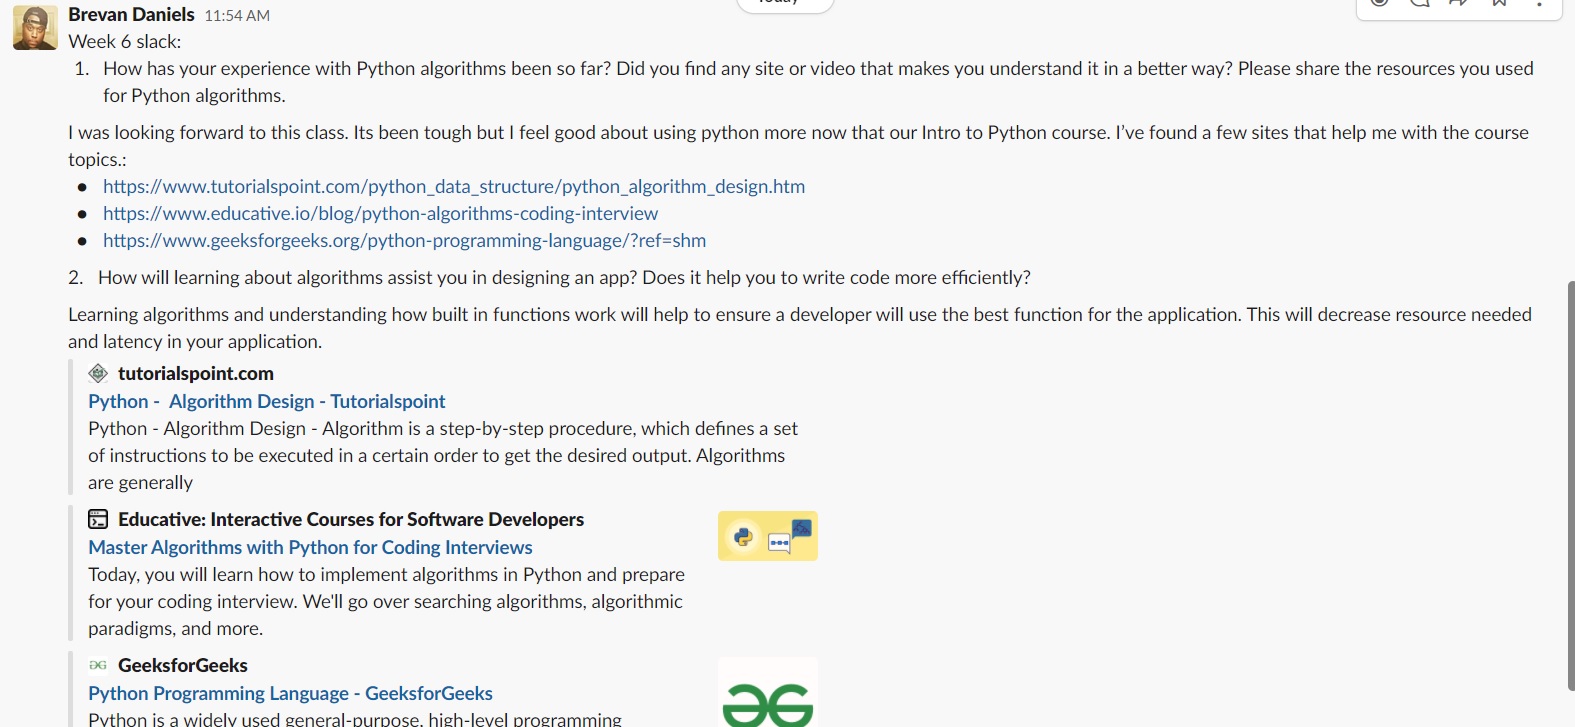 Today
Brevan Daniels 11:54 AM
Week 6 slack:
1. How has your experience with Python algorithms been so far? Did you find any site or video that makes you understand it in a better way? Please share the resources you used
for Python algorithms.
I was looking forward to this class. Its been tough but I feel good about using python more now that our Intro to Python course. I've found a few sites that help me with the course
topics.:
● https://www.tutorialspoint.com/python_data_structure/python_algorithm_design.htm
● https://www.educative.io/blog/python-algorithms-coding-interview
● https://www.geeksforgeeks.org/python-programming-language/?ref=shm
2. How will learning about algorithms assist you in designing an app? Does it help you to write code more efficiently?
Learning algorithms and understanding how built in functions work will help to ensure a developer will use the best function for the application. This will decrease resource needed
and latency in your application.
tutorialspoint.com
Python - Algorithm Design - Tutorialspoint
Python - Algorithm Design - Algorithm is a step-by-step procedure, which defines a set
of instructions to be executed in a certain order to get the desired output. Algorithms
are generally
Educative: Interactive Courses for Software Developers
Master Algorithms with Python for Coding Interviews
Today, you will learn how to implement algorithms in Python and prepare
for your coding interview. We'll go over searching algorithms, algorithmic
paradigms, and more.
GeeksforGeeks
Python Programming Language - GeeksforGeeks
Python is a widely used general-purpose, high-level programming